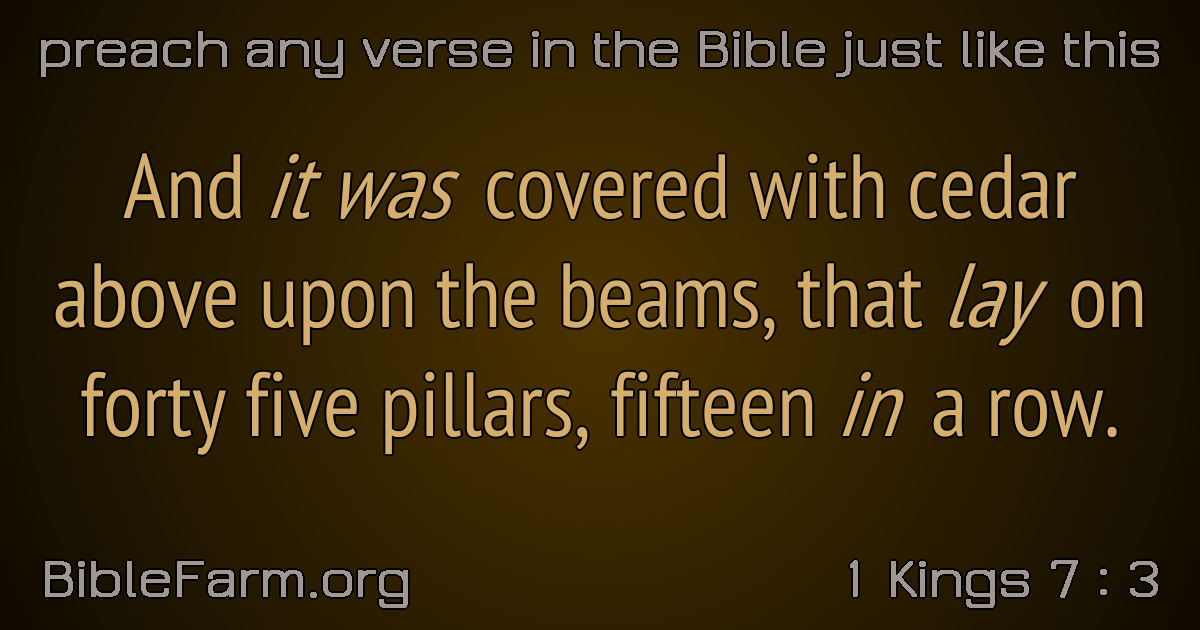 preach any verse in the Bible just like this
And it was covered with cedar
above upon the beams, that lay on
forty five pillars, fifteen in a row.
BibleFarm.org
1 Kings 7 : 3